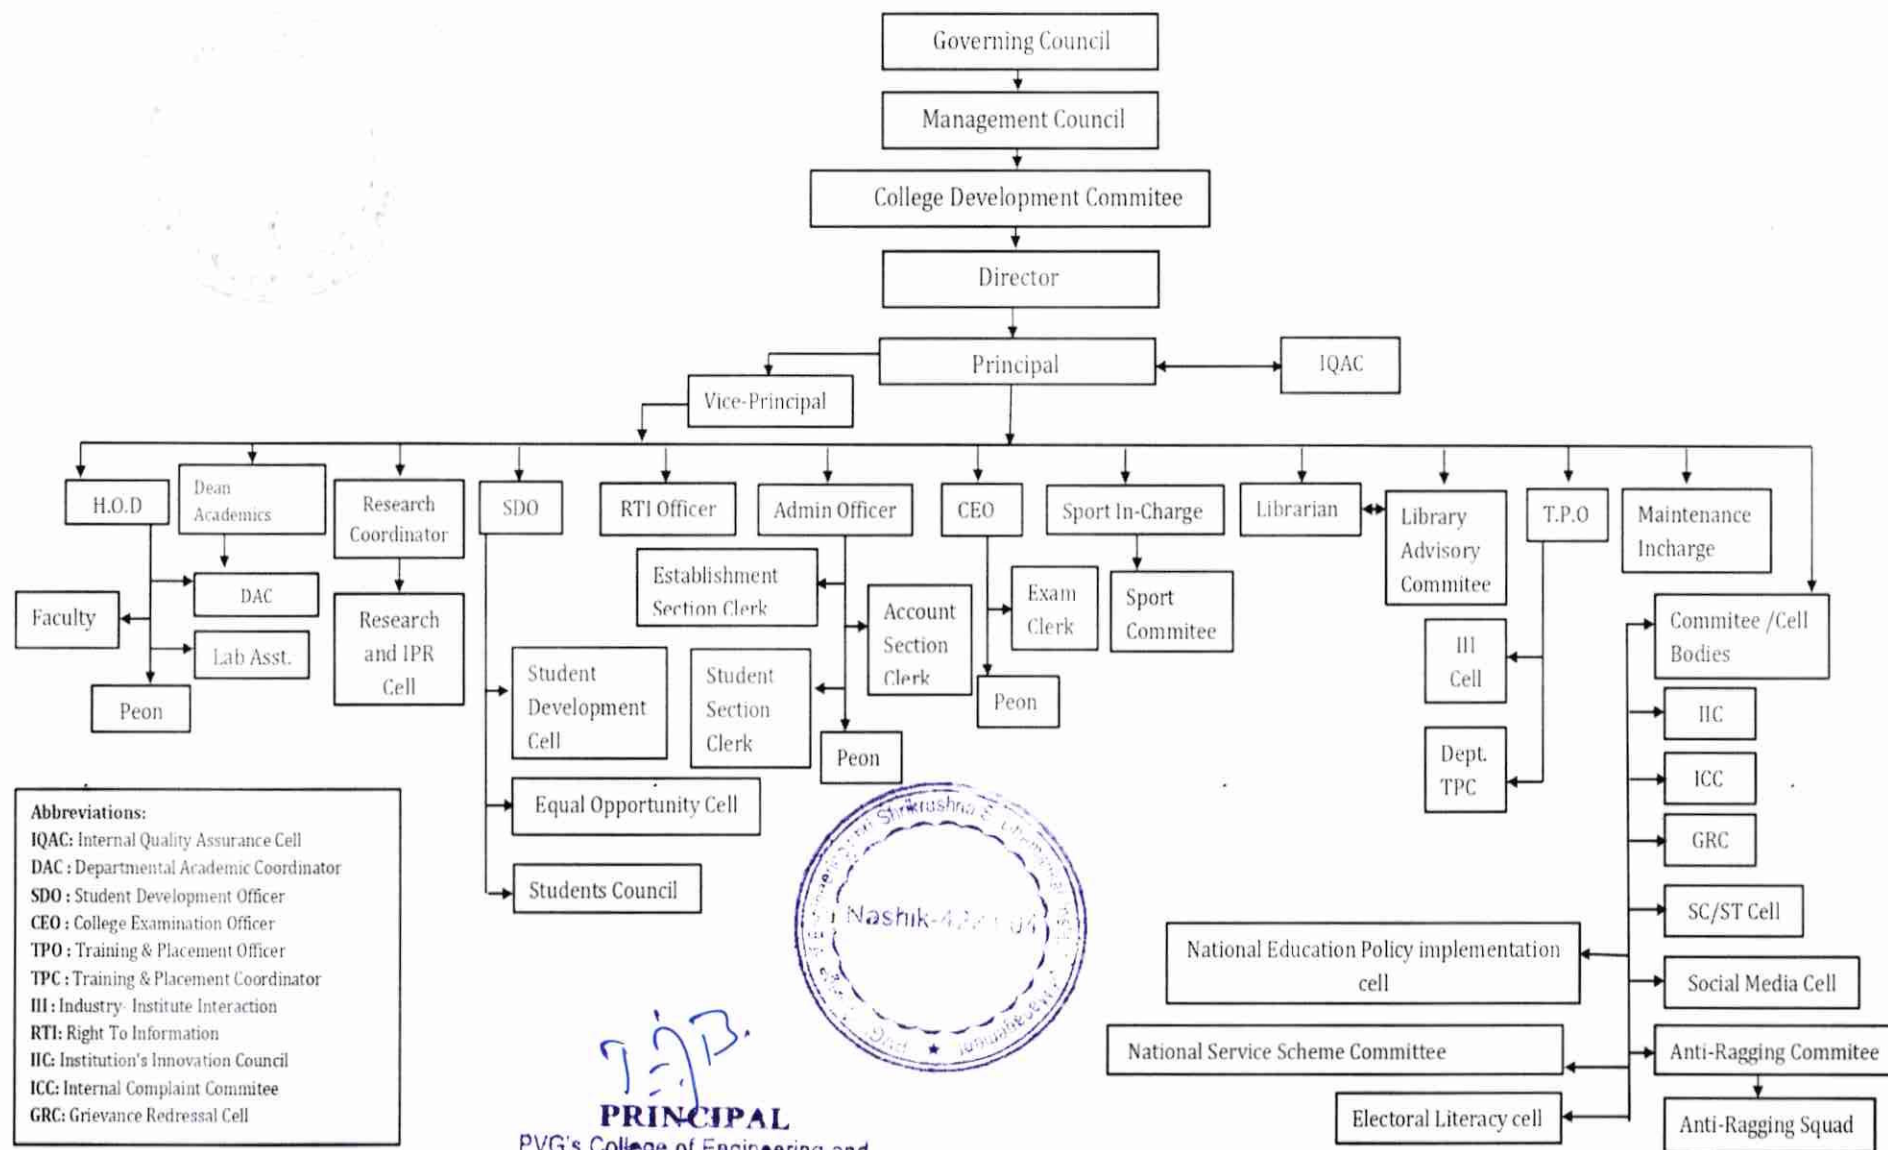 Governing Council
Management Council
College Development Commitee
Director
Principal
IQAC
Vice-Principal
H.O.D
Dean
Academics
Research
Coordinator
SDO
RTI Officer
Admin Officer
CEO
Sport In-Charge
Librarian
Library
Advisory
Commitee
T.P.O
Maintenance
Incharge
Faculty
DAC
Lab Asst.
Peon
Research
and IPR
Cell
Establishment
Section Clerk
Account
Section
Clerk
Student
Section
Clerk
Peon
Exam
Clerk
Peon
Sport
Commitee
III
Cell
Dept.
TPC
Commitee /Cell
Bodies
Student
Development
Cell
Equal Opportunity Cell
Students Council
IIC
ICC
GRC
SC/ST Cell
National Education Policy implementation
cell
Social Media Cell
National Service Scheme Committee
Anti-Ragging Commitee
Electoral Literacy cell
Anti-Ragging Squad
Abbreviations:
IQAC: Internal Quality Assurance Cell
DAC : Departmental Academic Coordinator
SDO : Student Development Officer
CEO : College Examination Officer
TPO : Training & Placement Officer
TPC : Training & Placement Coordinator
III : Industry- Institute Interaction
RTI: Right To Information
IIC: Institution's Innovation Council
ICC: Internal Complaint Commitee
GRC: Grievance Redressal Cell
Nashik-
PRINCIPAL
PVG's College of Engineering and